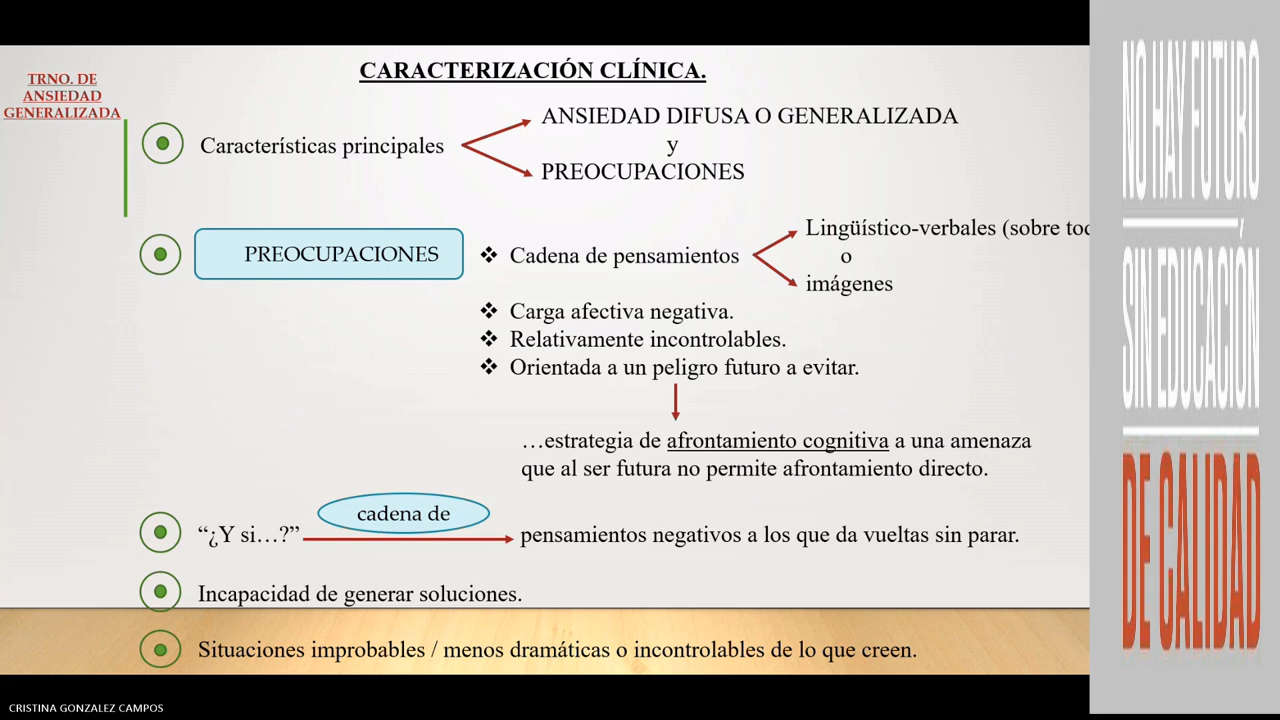 TRNO. DE
ANSIEDAD
GENERALIZADA
CARACTERIZACIÓN CLÍNICA.
Características principales
ANSIEDAD DIFUSA O GENERALIZADA
y
PREOCUPACIONES
PREOCUPACIONES
Cadena de pensamientos
Lingüístico-verbales (sobre
o
imágenes
Carga afectiva negativa.
Relativamente incontrolables.
Orientada a un peligro futuro a evitar.
…estrategia de afrontamiento cognitiva a una amenaza
que al ser futura no permite afrontamiento directo.
“¿Y si…?”
cadena de
pensamientos negativos a los que da vueltas sin parar.
Incapacidad de generar soluciones.
Situaciones improbables / menos dramáticas o incontrolables de lo que creen.
NO HAY FUTURO
SIN EDUCACIÓN
DE CALIDAD
CRISTINA GONZALEZ CAMPOS